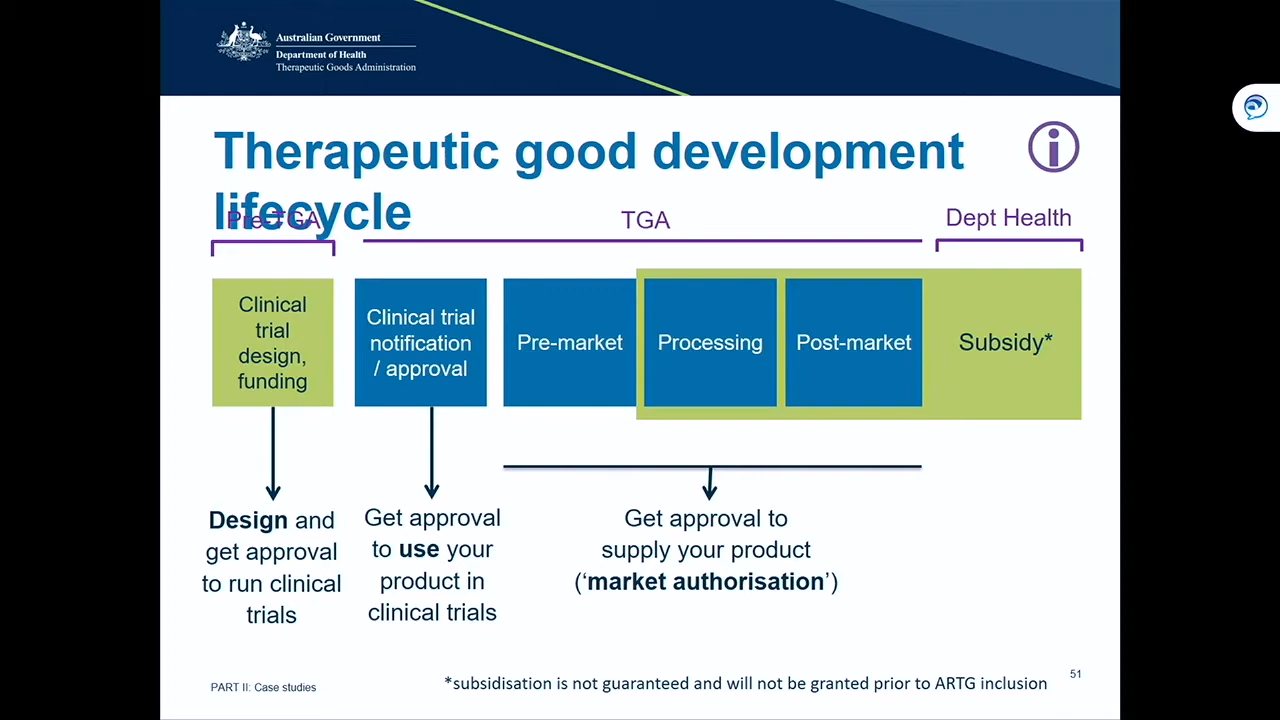 Australian Government
Department of Health
Therapeutic Goods Administration
Therapeutic good development
lifecycle
Pre-TGA
TGA
Dept Health
Clinical
trial
design,
funding
Clinical trial
notification
/ approval
Pre-market
Processing
Post-market
Subsidy*
Design and
get approval
to run clinical
trials
Get approval
to use your
product in
clinical trials
Get approval to
supply your product
(‘market authorisation’)
PART II: Case studies
*subsidisation is not guaranteed and will not be granted prior to ARTG inclusion
51